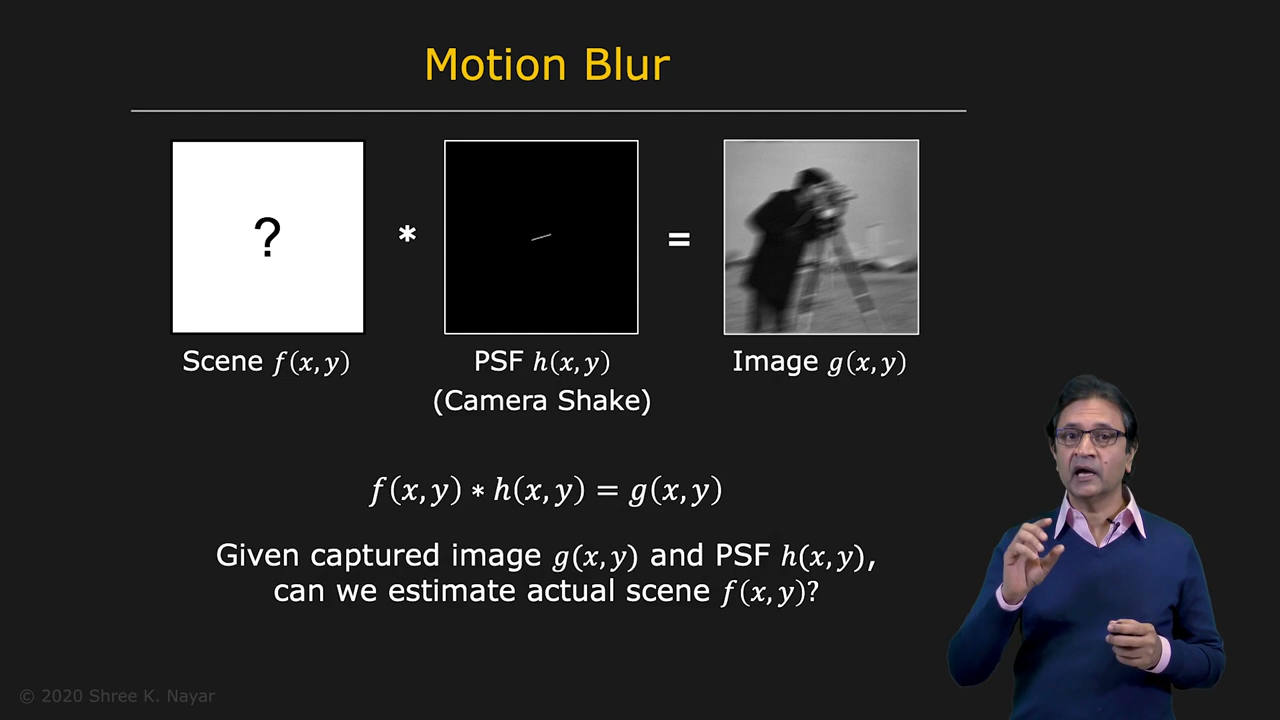 Motion Blur
?
*
=
Scene f(x,y)
PSF h(x,y)
(Camera Shake)
Image g(x,y)
f(x,y) ∗ h(x,y) = g(x,y)
Given captured image g(x,y) and PSF h(x,y),
can we estimate actual scene f(x,y)?
© 2020 Shree K. Nayar